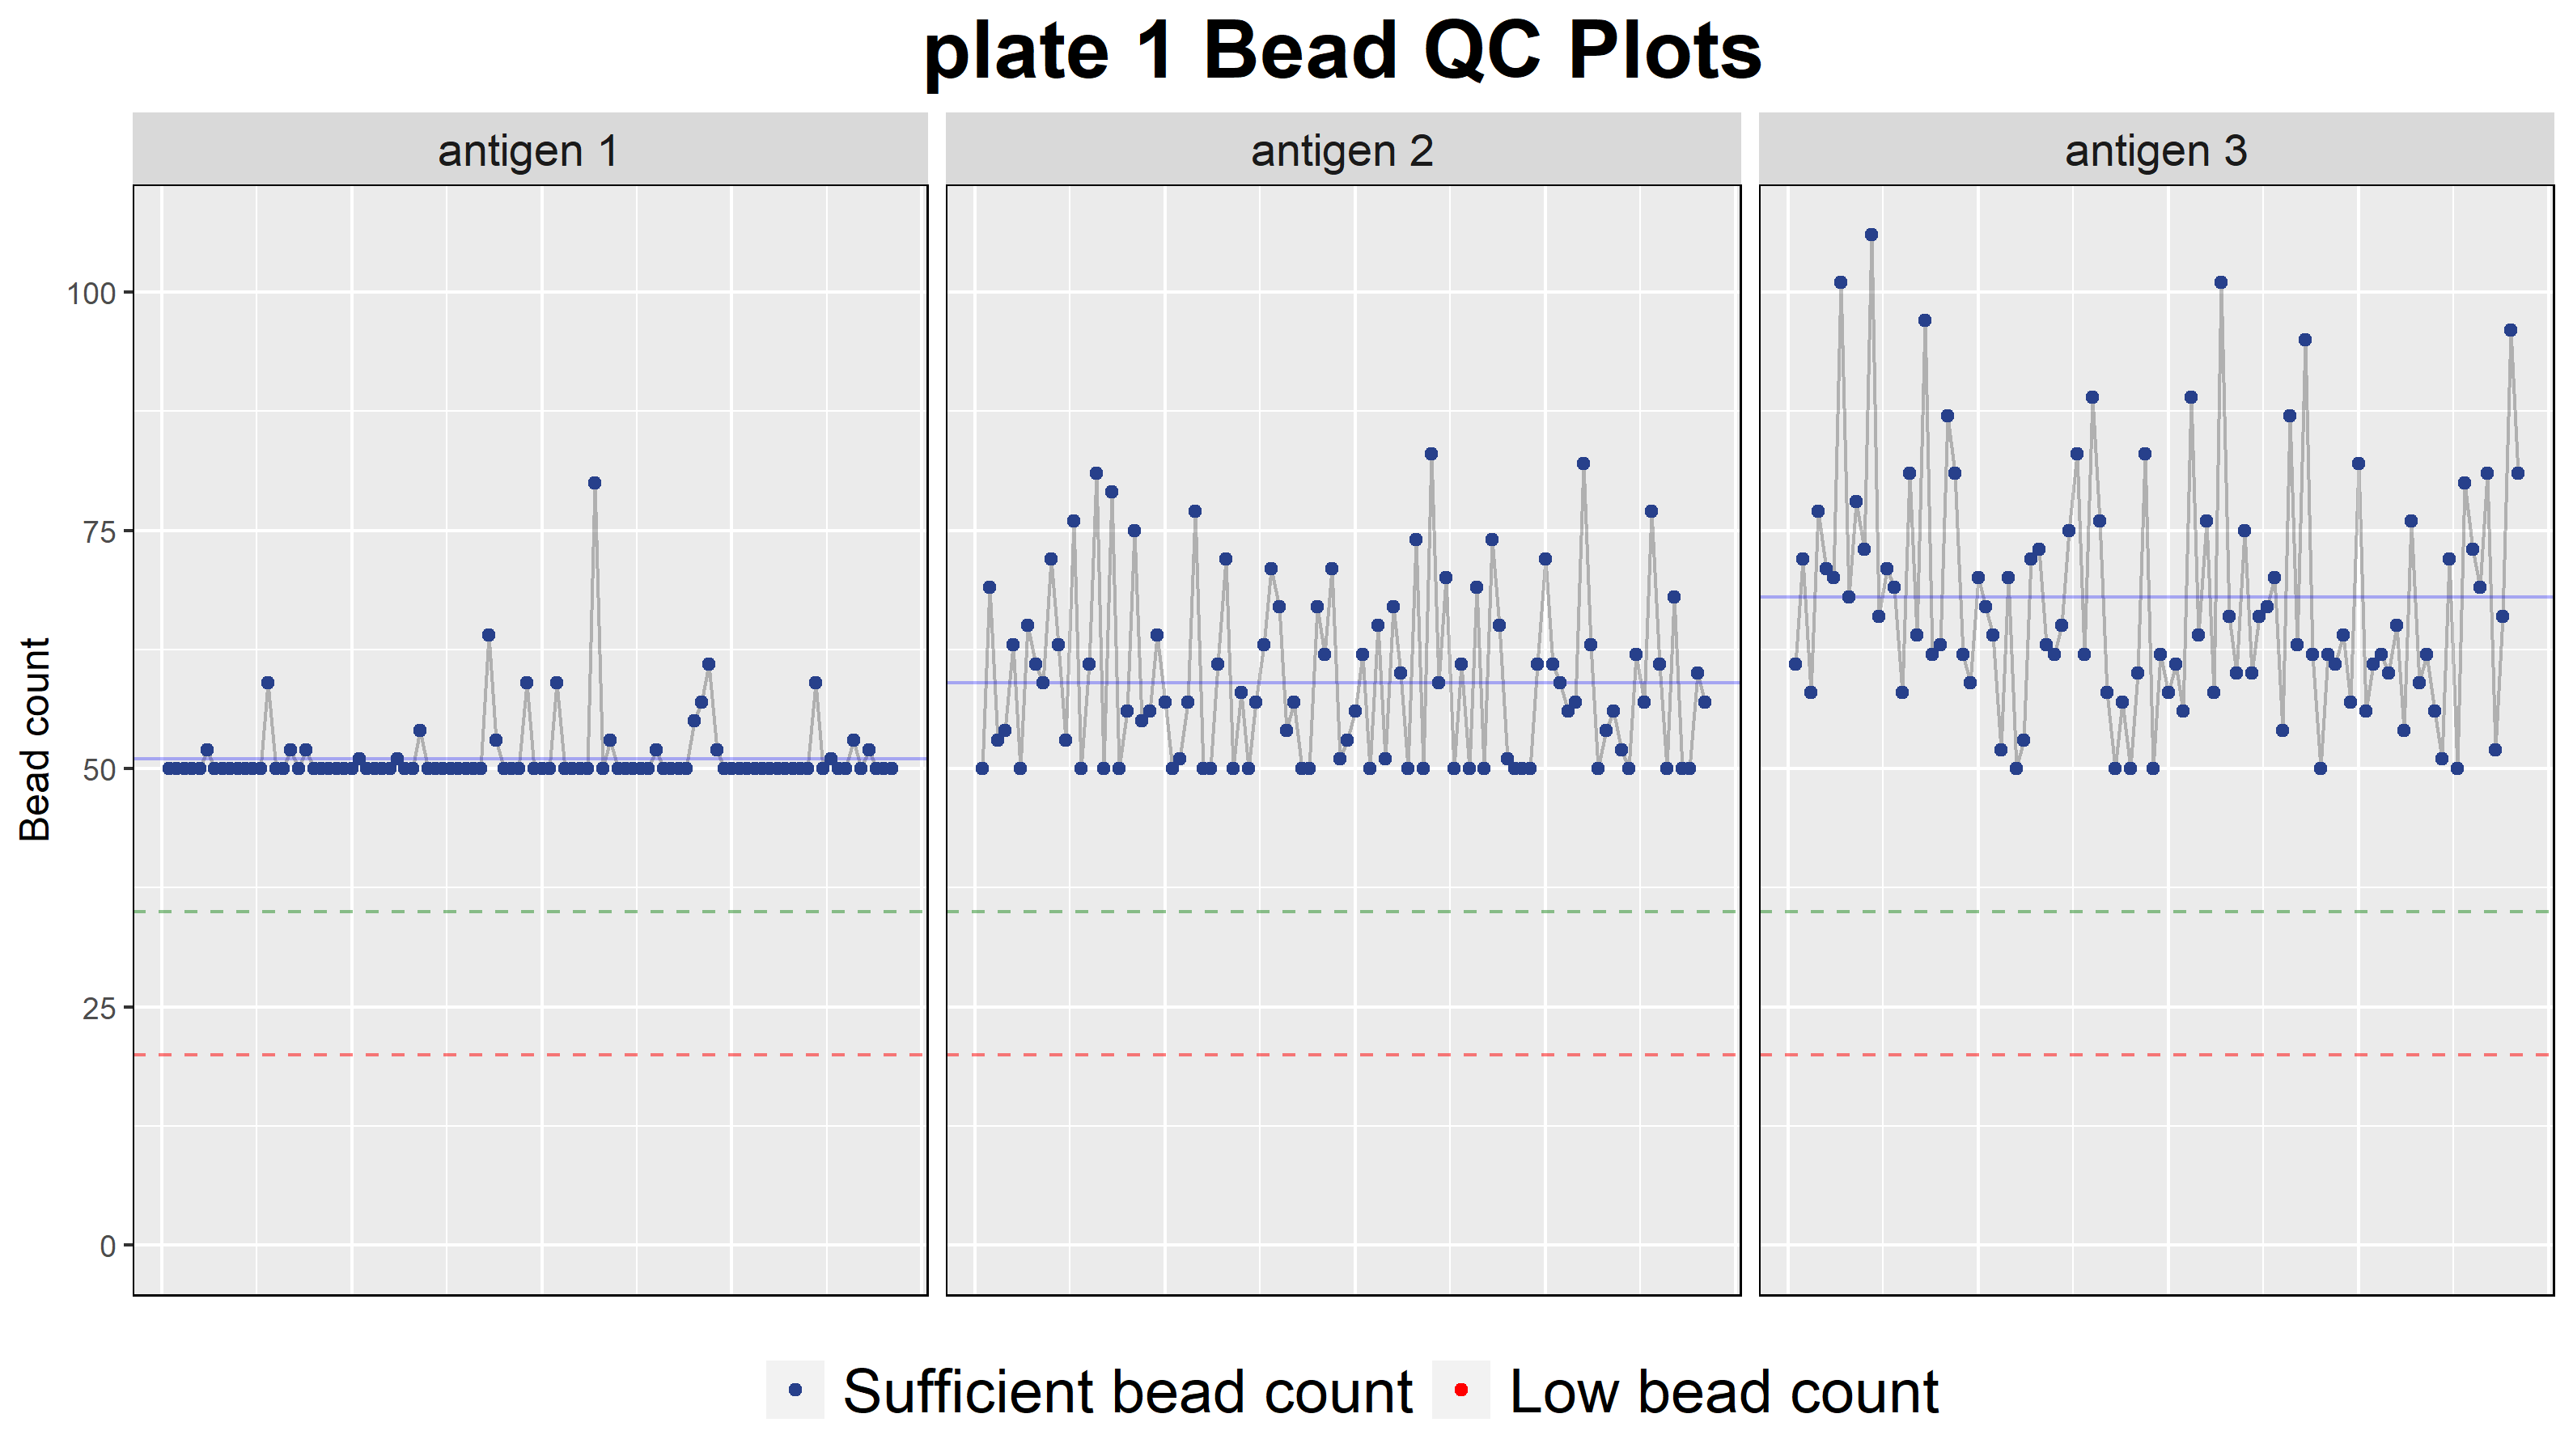 plate 1 Bead QC Plots
antigen 1
antigen 2
antigen 3
100
75
50
25
0
Bead count
Sufficient bead count
Low bead count